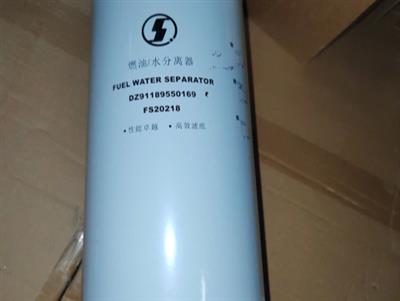 燃油/水分离器
FUEL WATER SEPARATOR
DZ91189550169
FS20218
·性能卓越 ·高效滤纸